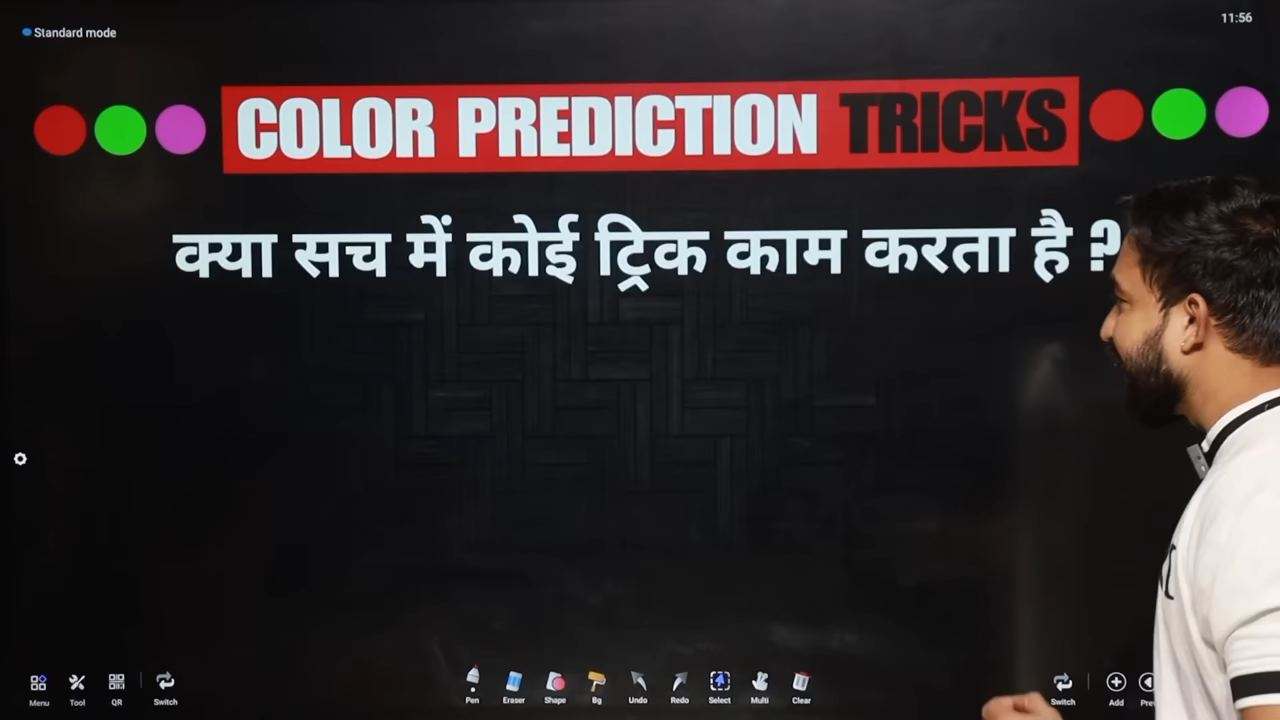 Standard mode
11:56
COLOR PREDICTION TRICKS
क्या सच में कोई ट्रिक काम करता है ?
Menu Tool QR Switch Pen Eraser Shape Bg Undo Redo Select Multi Clear Switch Add